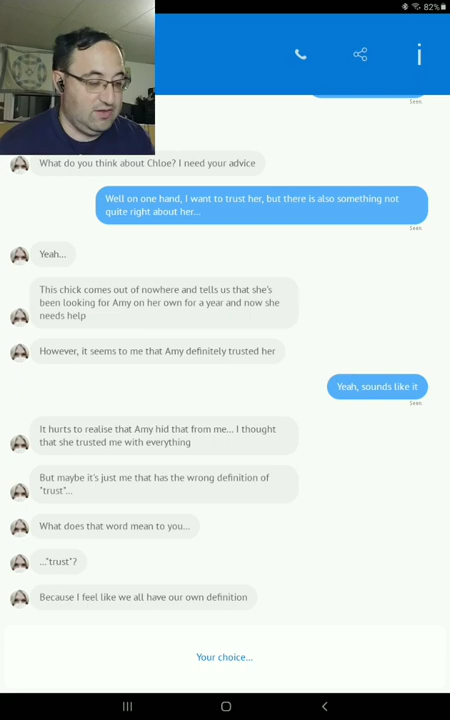 82%
Seen
What do you think about Chloe? I need your advice
Well on one hand, I want to trust her, but there is also something not
quite right about her...
Seen
Yeah...
This chick comes out of nowhere and tells us that she's
been looking for Amy on her own for a year and now she
needs help
However, it seems to me that Amy definitely trusted her
Yeah, sounds like it
Seen
It hurts to realise that Amy hid that from me... I thought
that she trusted me with everything
But maybe it's just me that has the wrong definition of
"trust"...
What does that word mean to you...
..."trust"?
Because I feel like we all have our own definition
Your choice...